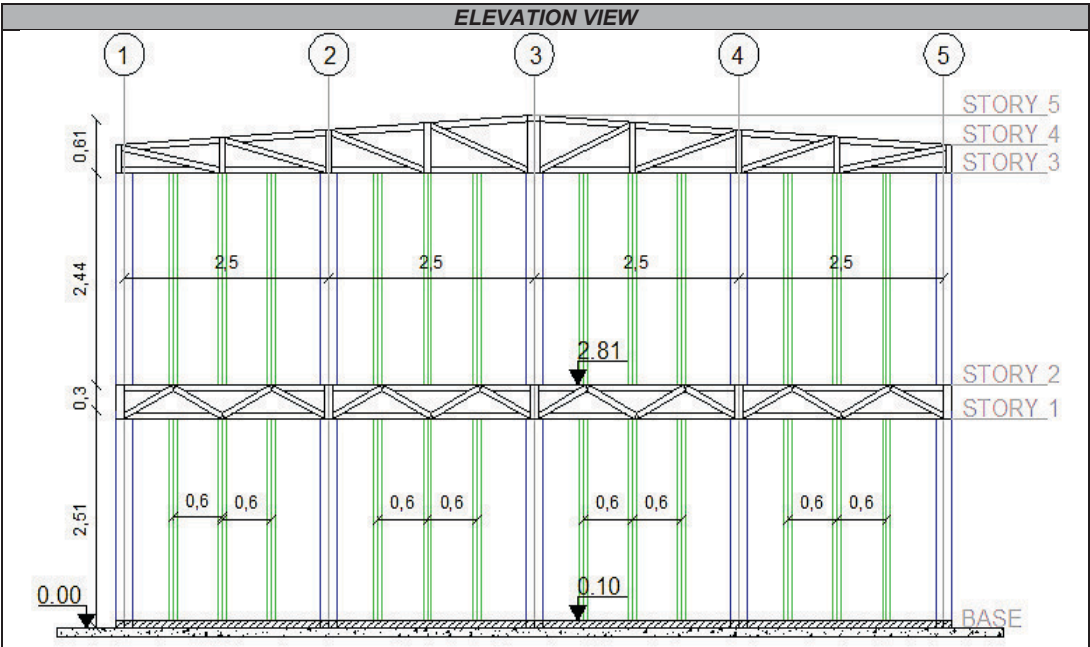 ELEVATION VIEW
1 2 3 4 5
STORY 5
0,61
STORY 4
STORY 3
2,5 2,5 2,5 2,5
2,44
2.81
STORY 2
0,3
STORY 1
0,6 0,6 0,6 0,6 0,6 0,6 0,6 0,6
2,51
0.00
0.10
BASE